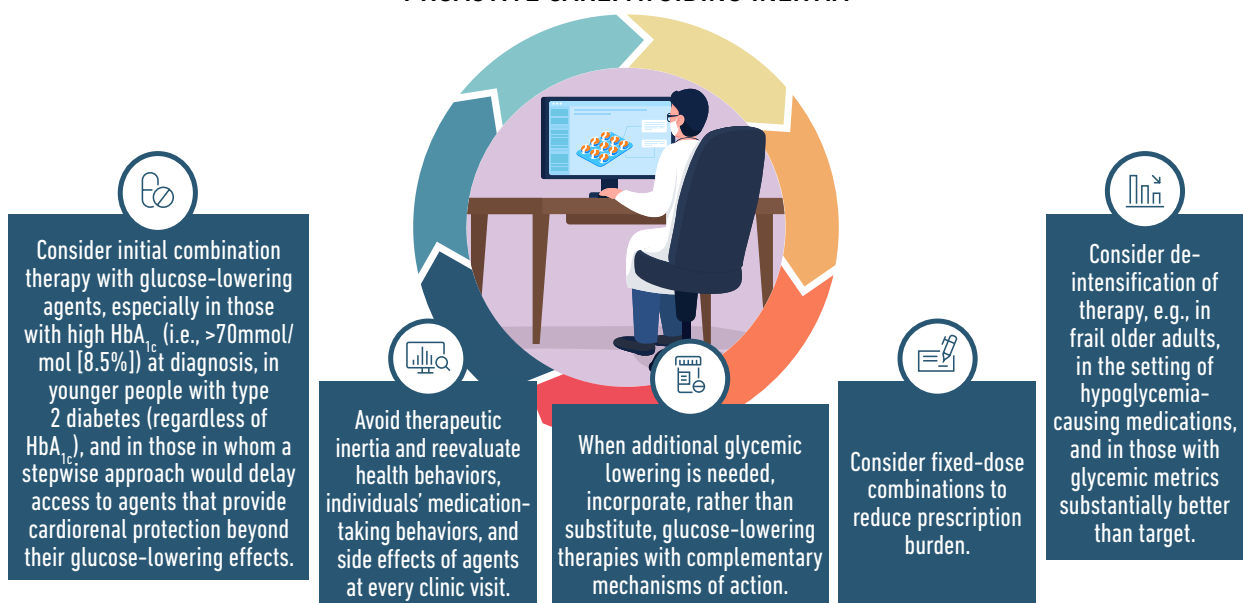 PROACTIVE CARE: AVOIDING INERTIA
Consider initial combination
therapy with glucose-lowering
agents, especially in those
with high HbA1c (i.e., >70mmol/
mol [8.5%]) at diagnosis, in
younger people with type
2 diabetes (regardless of
HbA1c), and in those in whom a
stepwise approach would delay
access to agents that provide
cardiorenal protection beyond
their glucose-lowering effects.
Avoid therapeutic
inertia and reevaluate
health behaviors,
individuals’ medication-
taking behaviors, and
side effects of agents
at every clinic visit.
When additional glycemic
lowering is needed,
incorporate, rather than
substitute, glucose-lowering
therapies with complementary
mechanisms of action.
Consider fixed-dose
combinations to
reduce prescription
burden.
Consider de-
intensification of
therapy, e.g., in
frail older adults,
in the setting of
hypoglycemia-
causing medications,
and in those with
glycemic metrics
substantially better
than target.